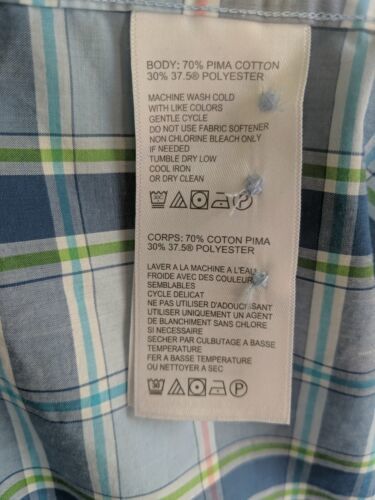 BODY: 70% PIMA COTTON
30% 37.5® POLYESTER
MACHINE WASH COLD
WITH LIKE COLORS
GENTLE CYCLE
DO NOT USE FABRIC SOFTENER
NON CHLORINE BLEACH ONLY
IF NEEDED
TUMBLE DRY LOW
COOL IRON
OR DRY CLEAN
CORPS: 70% COTON PIMA
30% 37.5® POLYESTER
LAVER A LA MACHINE A L'EAU
FROIDE AVEC DES COULEUR
SEMBLABLES
CYCLE DELICAT
NE PAS UTILISER D'ADOUCISSANT
UTILISER UNIQUEMENT UN AGENT
DE BLANCHIMENT SANS CHLORE
SI NECESSAIRE
SECHER PAR CULBUTAGE A BASSE
TEMPERATURE
FER A BASSE TEMPERATURE
OU NETTOYER A SEC